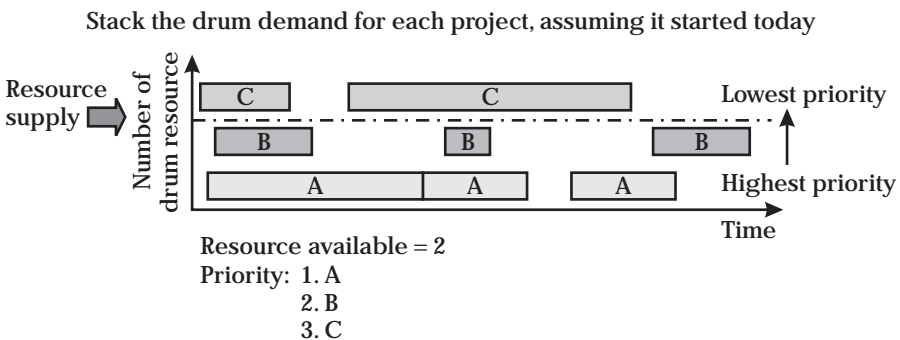 Stack the drum demand for each project, assuming it started today
Resource
supply
Number of
drum resource
C
C
Lowest priority
B
B
B
A
A
A
Highest priority
Time
Resource available = 2
Priority: 1. A
2. B
3. C